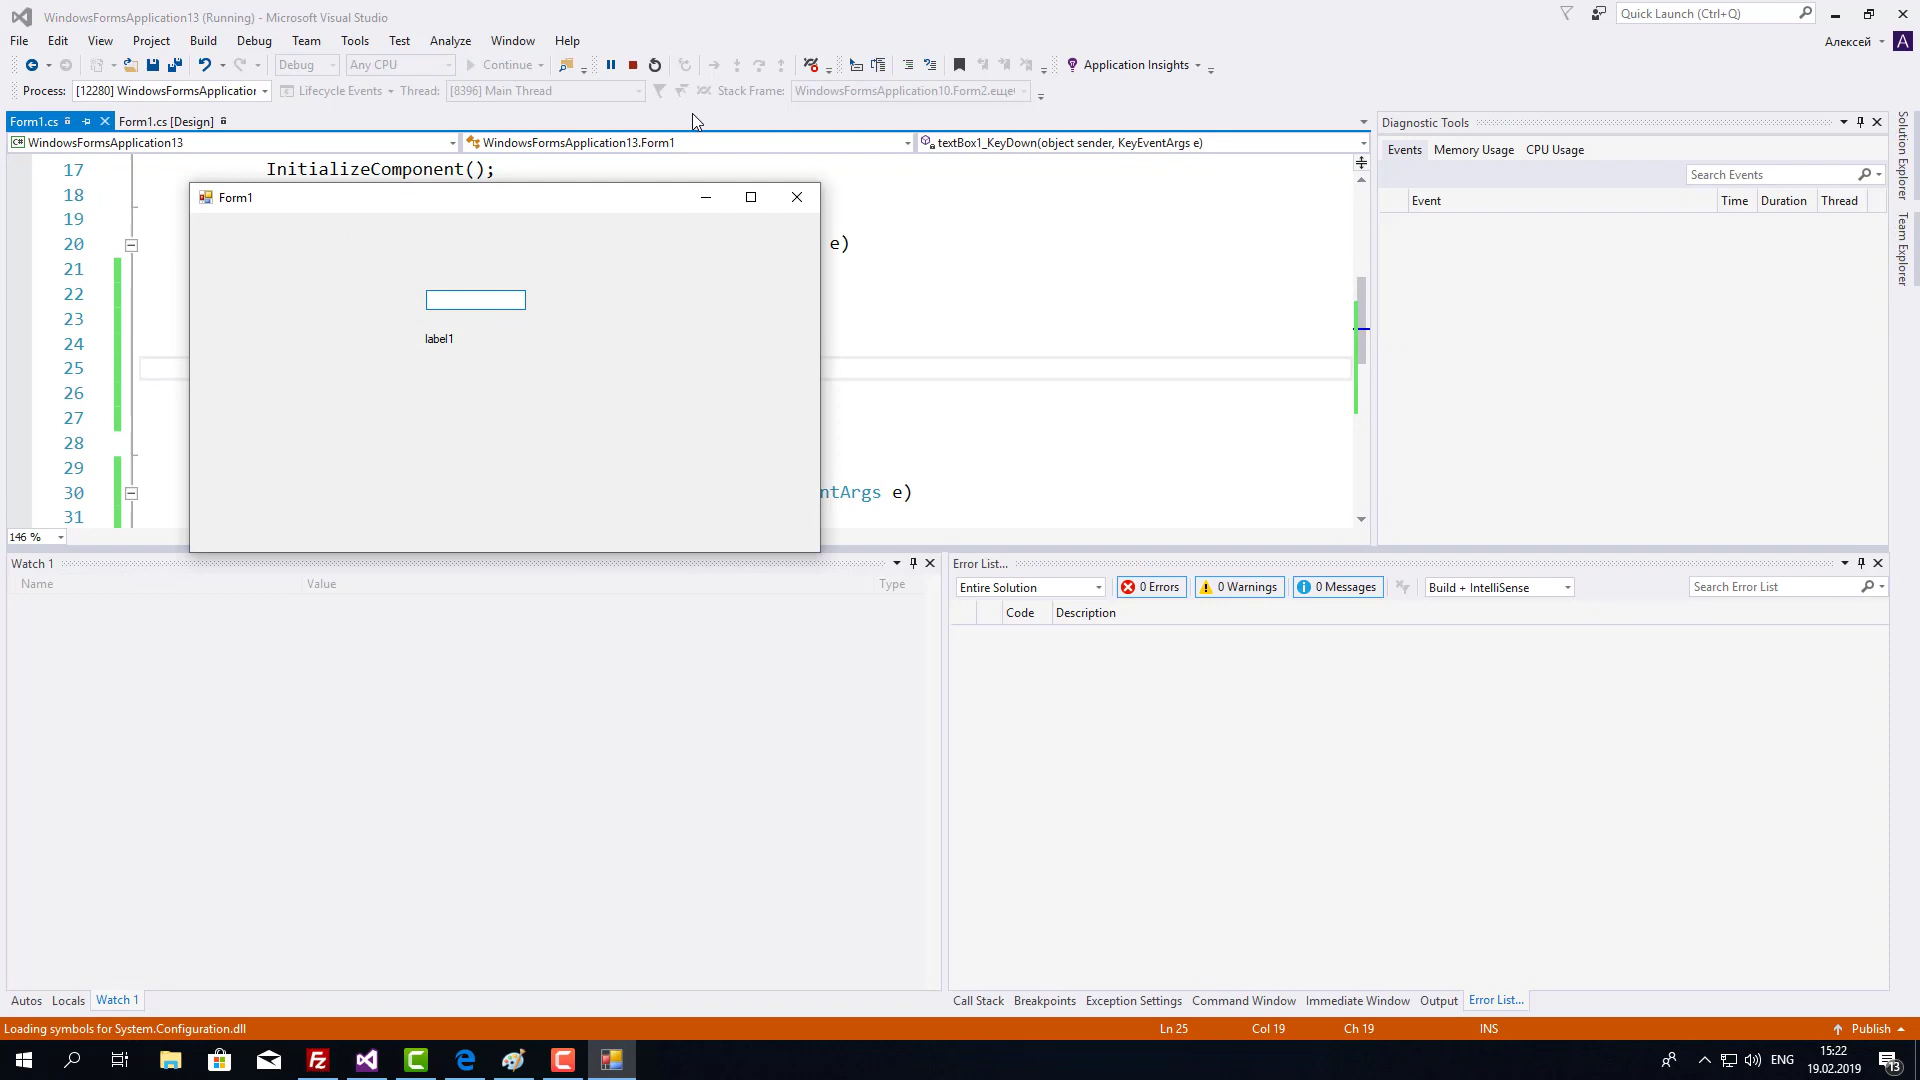 WindowsFormsApplication13 (Running) - Microsoft Visual Studio
Quick Launch (Ctrl+Q)
File Edit View Project Build Debug Team Tools Test Analyze Window Help
Алексей A
Debug Any CPU Continue Application Insights
Process: [12280] WindowsFormsApplication Lifecycle Events Thread: [8396] Main Thread Stack Frame: WindowsFormsApplication10.Form2.еще
Form1.cs Form1.cs [Design]
Diagnostic Tools
WindowsFormsApplication13 WindowsFormsApplication13.Form1 textBox1_KeyDown(object sender, KeyEventArgs e)
Events Memory Usage CPU Usage
Search Events
Event Time Duration Thread
Solution Explorer
Team Explorer
17 InitializeComponent();
18
19
20 e)
21
22
23
24
25
26
27
28
29
30 ntArgs e)
31
Form1
label1
146 %
Watch 1
Name Value Type
Error List...
Entire Solution 0 Errors 0 Warnings 0 Messages Build + IntelliSense Search Error List
Code Description
Autos Locals Watch 1
Call Stack Breakpoints Exception Settings Command Window Immediate Window Output Error List...
Loading symbols for System.Configuration.dll Ln 25 Col 19 Ch 19 INS Publish
ENG
15:22
19.02.2019
13